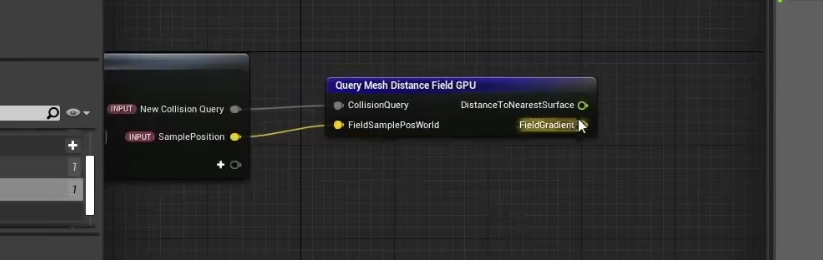 Query Mesh Distance Field GPU
INPUT New Collision Query
CollisionQuery
DistanceToNearestSurface
INPUT SamplePosition
FieldSamplePosWorld
FieldGradient
+
+
7
7